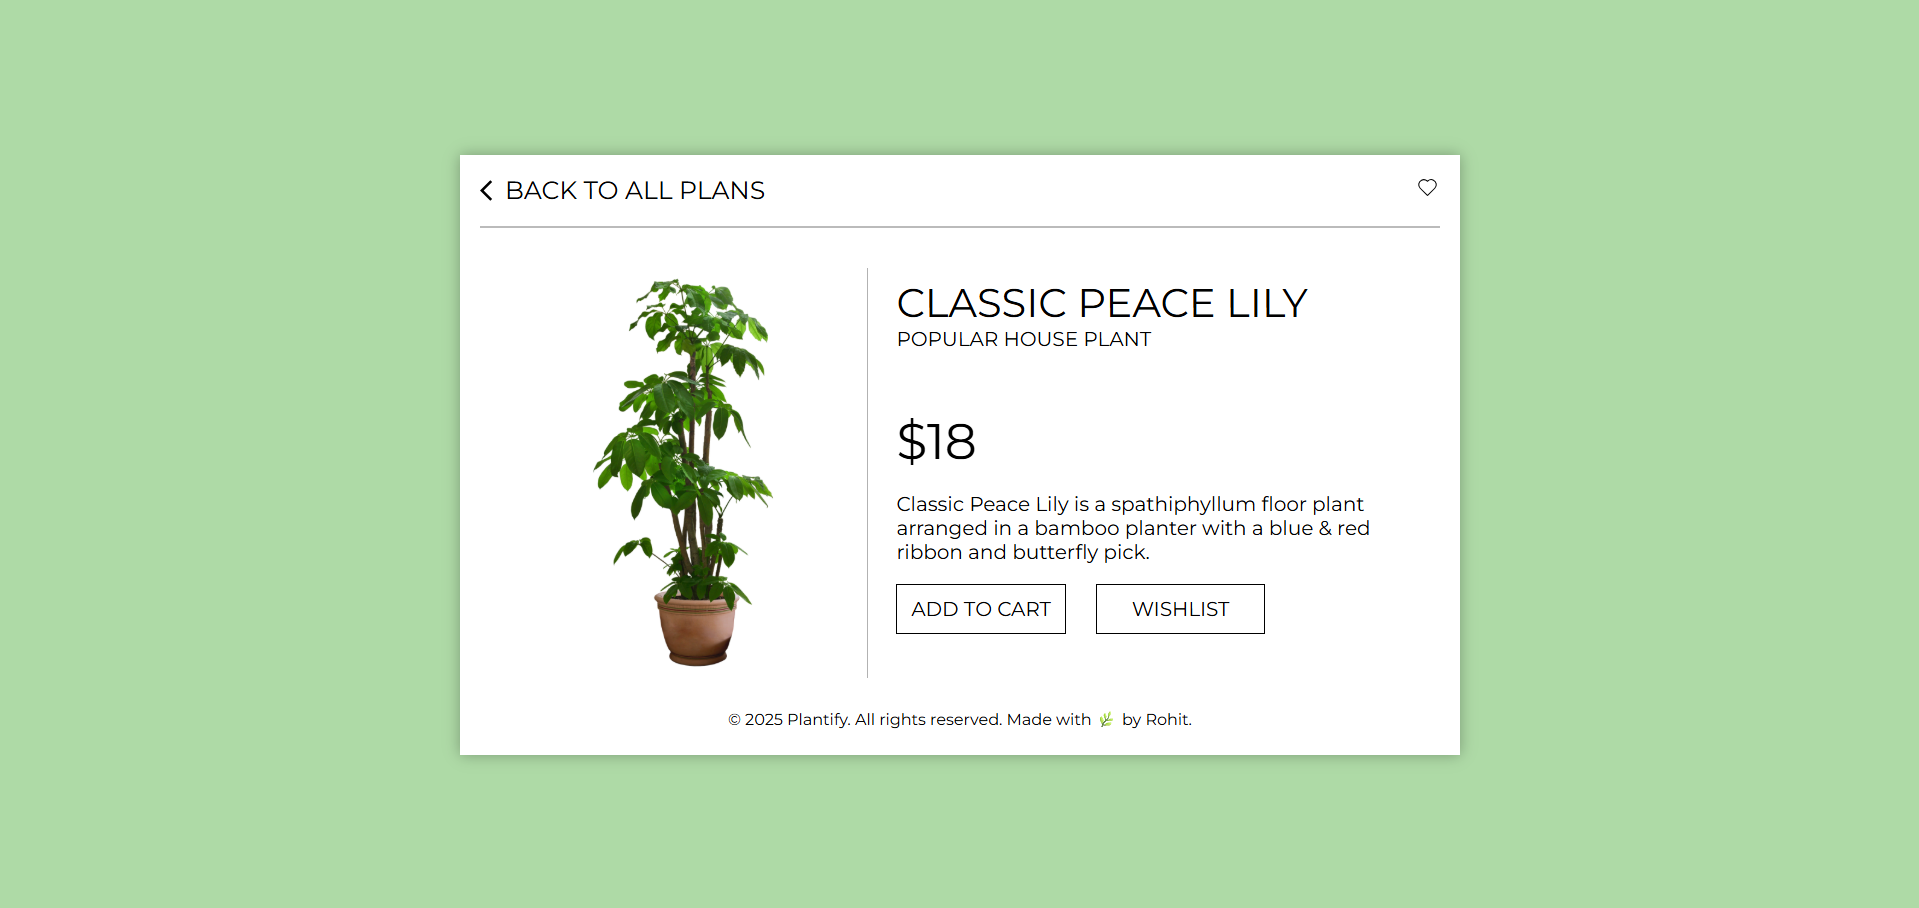 BACK TO ALL PLANS
CLASSIC PEACE LILY
POPULAR HOUSE PLANT
$18
Classic Peace Lily is a spathiphyllum floor plant
arranged in a bamboo planter with a blue & red
ribbon and butterfly pick.
ADD TO CART
WISHLIST
© 2025 Plantify. All rights reserved. Made with 🌿 by Rohit.